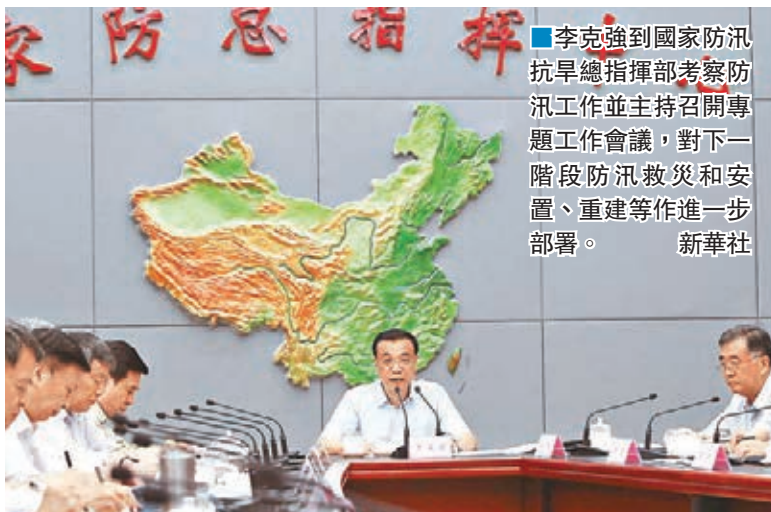 家防总指挥
■李克強到國家防汛
抗旱總指揮部考察防
汛工作並主持召開專
題工作會議，對下一
階段防汛救災和安
置、重建等作進一步
部署。 新華社